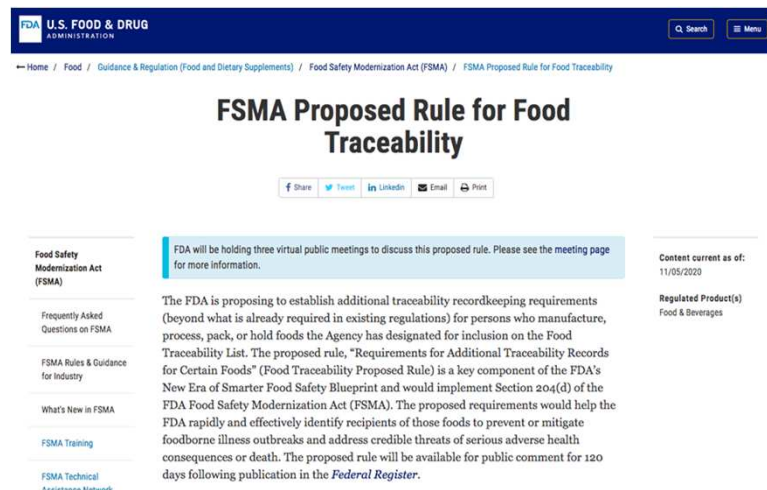 FDA U.S. FOOD & DRUG
ADMINISTRATION
Search
Menu
Home / Food / Guidance & Regulation (Food and Dietary Supplements) / Food Safety Modernization Act (FSMA) / FSMA Proposed Rule for Food Traceability
FSMA Proposed Rule for Food
Traceability
Share Tweet Linkedin Email Print
Food Safety
Modernization Act
(FSMA)
Frequently Asked
Questions on FSMA
FSMA Rules & Guidance
for Industry
What's New in FSMA
FSMA Training
FSMA Technical
Assistance Network
FDA will be holding three virtual public meetings to discuss this proposed rule. Please see the meeting page
for more information.
The FDA is proposing to establish additional traceability recordkeeping requirements
(beyond what is already required in existing regulations) for persons who manufacture,
process, pack, or hold foods the Agency has designated for inclusion on the Food
Traceability List. The proposed rule, “Requirements for Additional Traceability Records
for Certain Foods” (Food Traceability Proposed Rule) is a key component of the FDA’s
New Era of Smarter Food Safety Blueprint and would implement Section 204(d) of the
FDA Food Safety Modernization Act (FSMA). The proposed requirements would help the
FDA rapidly and effectively identify recipients of those foods to prevent or mitigate
foodborne illness outbreaks and address credible threats of serious adverse health
consequences or death. The proposed rule will be available for public comment for 120
days following publication in the Federal Register.
Content current as of:
11/05/2020
Regulated Product(s)
Food & Beverages